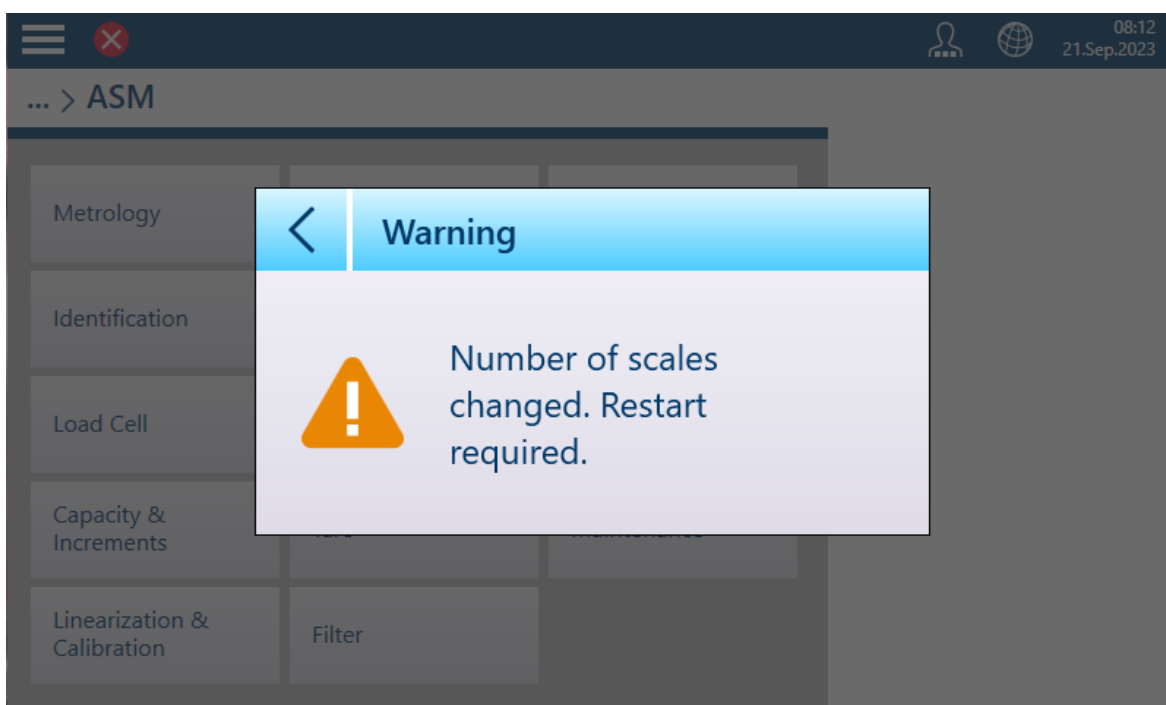 08:12
21.Sep.2023
... > ASM
Metrology
Warning
Identification
Number of scales
changed. Restart
required.
Load Cell
Capacity &
Increments
Linearization &
Calibration
Filter